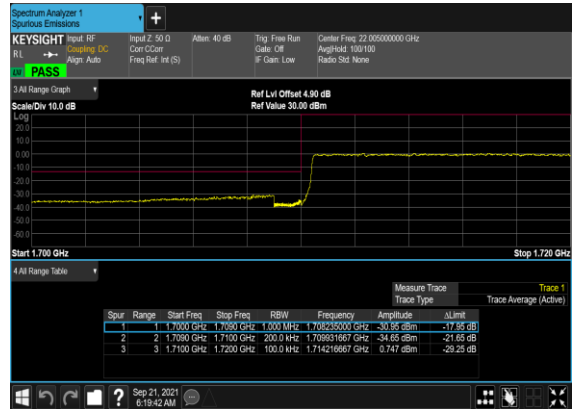 Spectrum Analyzer 1
Spurious Emissions
+
KEYSIGHT Input: RF Input Z: 50 Ω Atten: 40 dB Trig: Free Run Center Freq: 22.005000000 GHz
RL Coupling: DC Corr CCorr Gate: Off Avg|Hold: 100/100
Align: Auto Freq Ref: Int (S) IF Gain: Low Radio Std: None
PASS
3 All Range Graph
Ref Lvl Offset 4.90 dB
Scale/Div 10.0 dB Ref Value 30.00 dBm
Log
20.0
10.0
0.00
-10.0
-20.0
-30.0
-40.0
-50.0
-60.0
Start 1.700 GHz Stop 1.720 GHz
4 All Range Table
Measure Trace Trace 1
Trace Type Trace Average (Active)
Spur Range Start Freq Stop Freq RBW Frequency Amplitude ΔLimit
1 1 1.7000 GHz 1.7090 GHz 1.000 MHz 1.708235000 GHz -30.95 dBm -17.95 dB
2 2 1.7090 GHz 1.7100 GHz 200.0 kHz 1.709931667 GHz -34.65 dBm -21.65 dB
3 3 1.7100 GHz 1.7200 GHz 100.0 kHz 1.714216667 GHz 0.747 dBm -29.25 dB
? Sep 21, 2021
6:19:42 AM